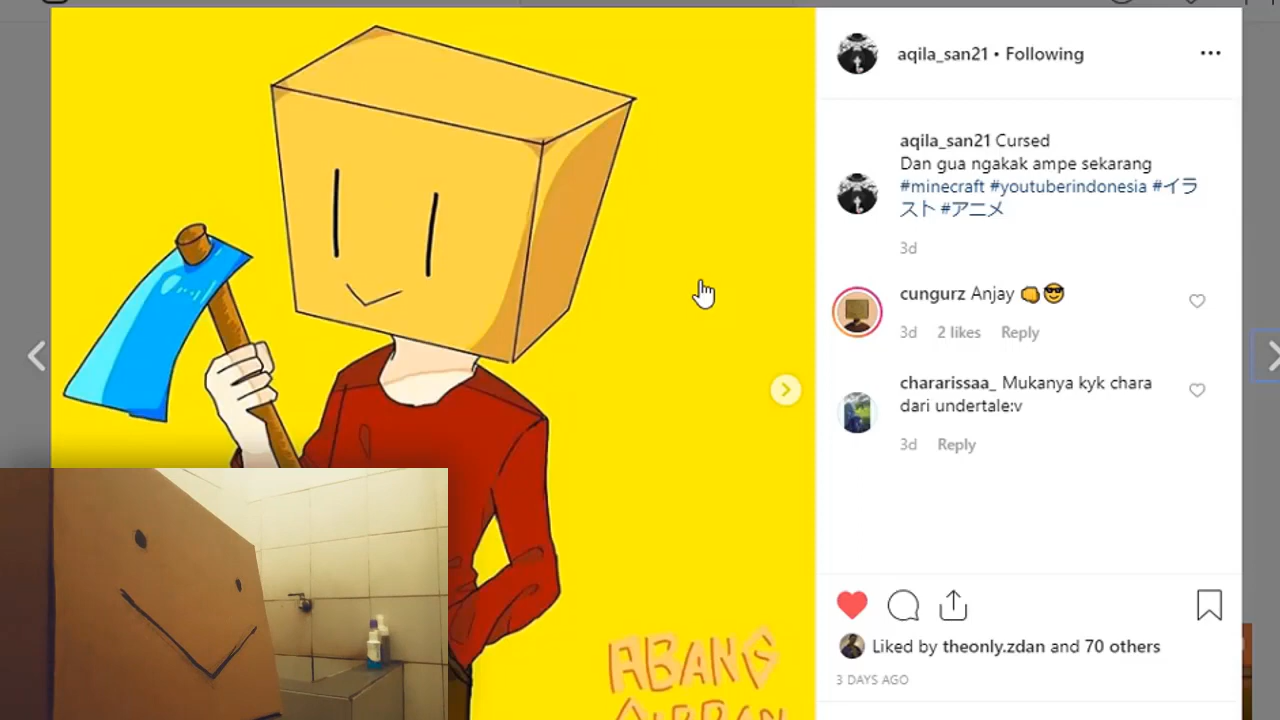 aqila_san21 • Following
aqila_san21 Cursed
Dan gua ngakak ampe sekarang
#minecraft #youtuberindonesia #イラ
スト #アニメ
3d
cungurz Anjay 👊😎
3d 2 likes Reply
chararissaa_ Mukanya kyk chara
dari undertale:v
3d Reply
Liked by theonly.zdan and 70 others
3 DAYS AGO
ABANG